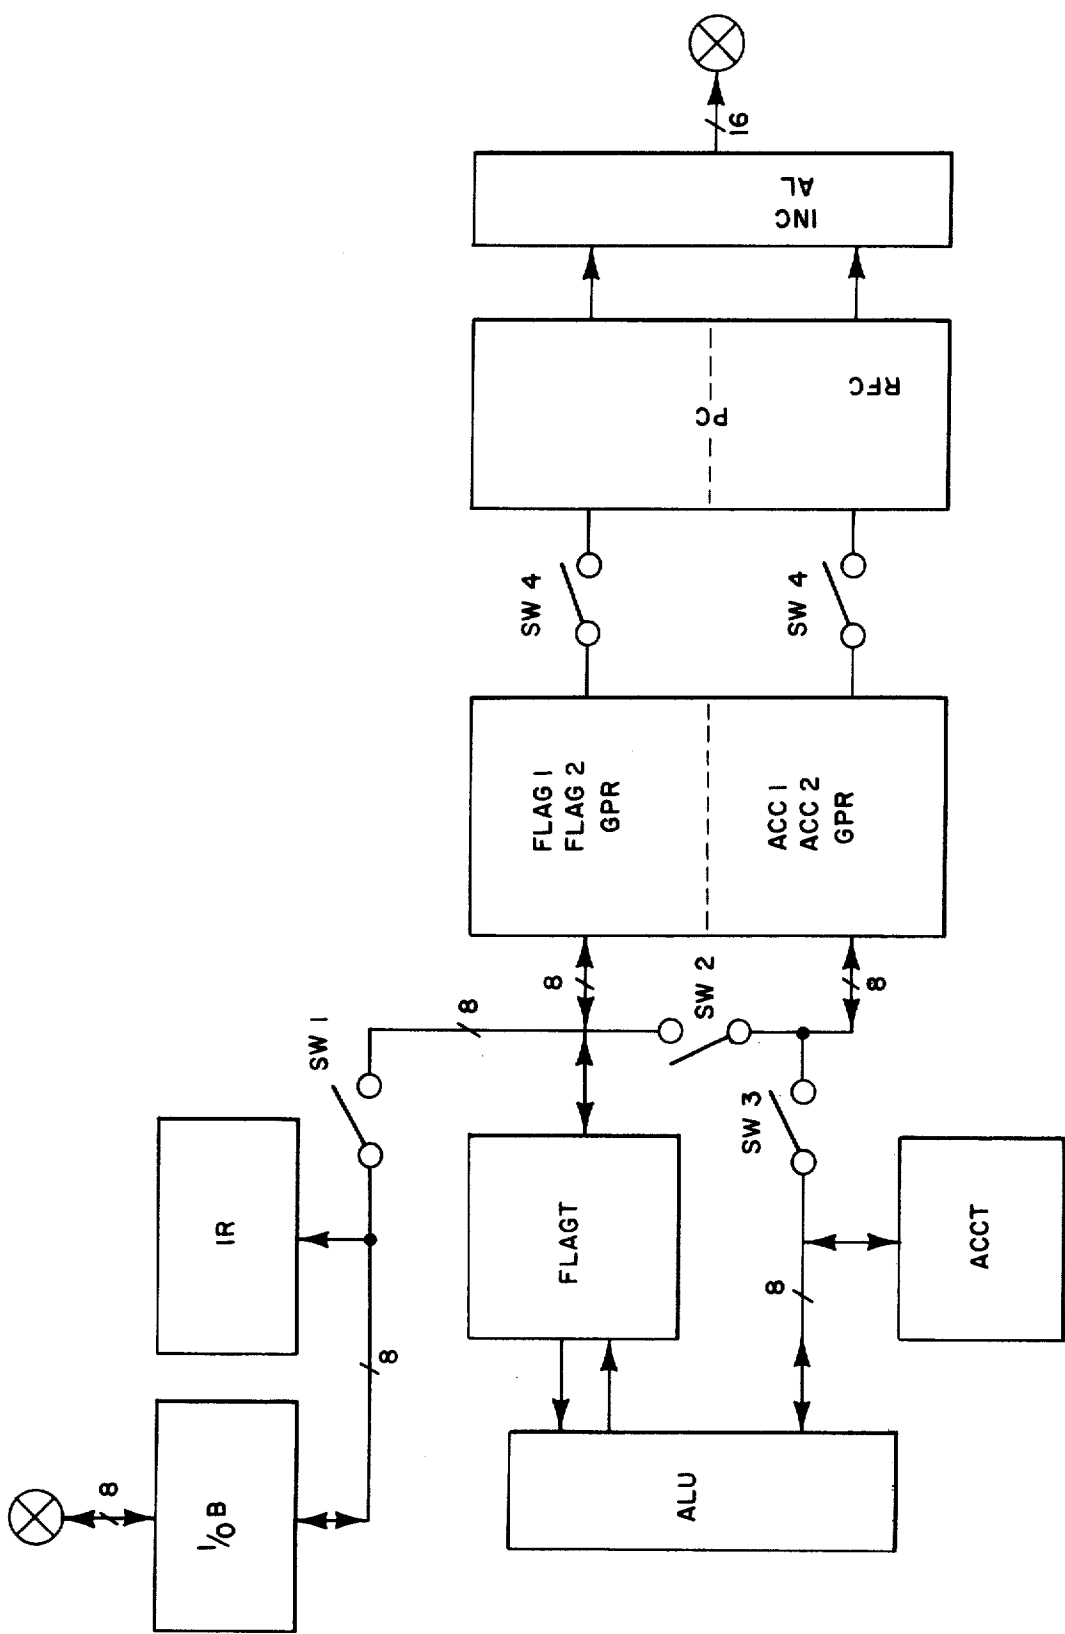 16
INC
AL
PC
RFC
SW 4
SW 4
FLAG 1
FLAG 2
GPR
ACC 1
ACC 2
GPR
8
8
8
SW 2
SW 1
SW 3
IR
FLAGT
ACCT
8
8
8
I/O B
ALU